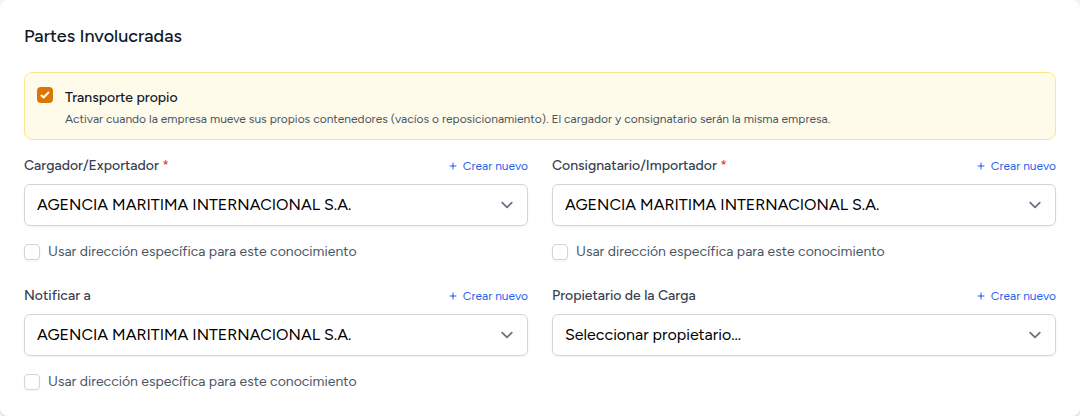 Partes Involucradas
Transporte propio
Activar cuando la empresa mueve sus propios contenedores (vacíos o reposicionamiento). El cargador y consignatario serán la misma empresa.
Cargador/Exportador * + Crear nuevo
Consignatario/Importador * + Crear nuevo
AGENCIA MARITIMA INTERNACIONAL S.A.
AGENCIA MARITIMA INTERNACIONAL S.A.
Usar dirección específica para este conocimiento
Usar dirección específica para este conocimiento
Notificar a + Crear nuevo
Propietario de la Carga + Crear nuevo
AGENCIA MARITIMA INTERNACIONAL S.A.
Seleccionar propietario...
Usar dirección específica para este conocimiento